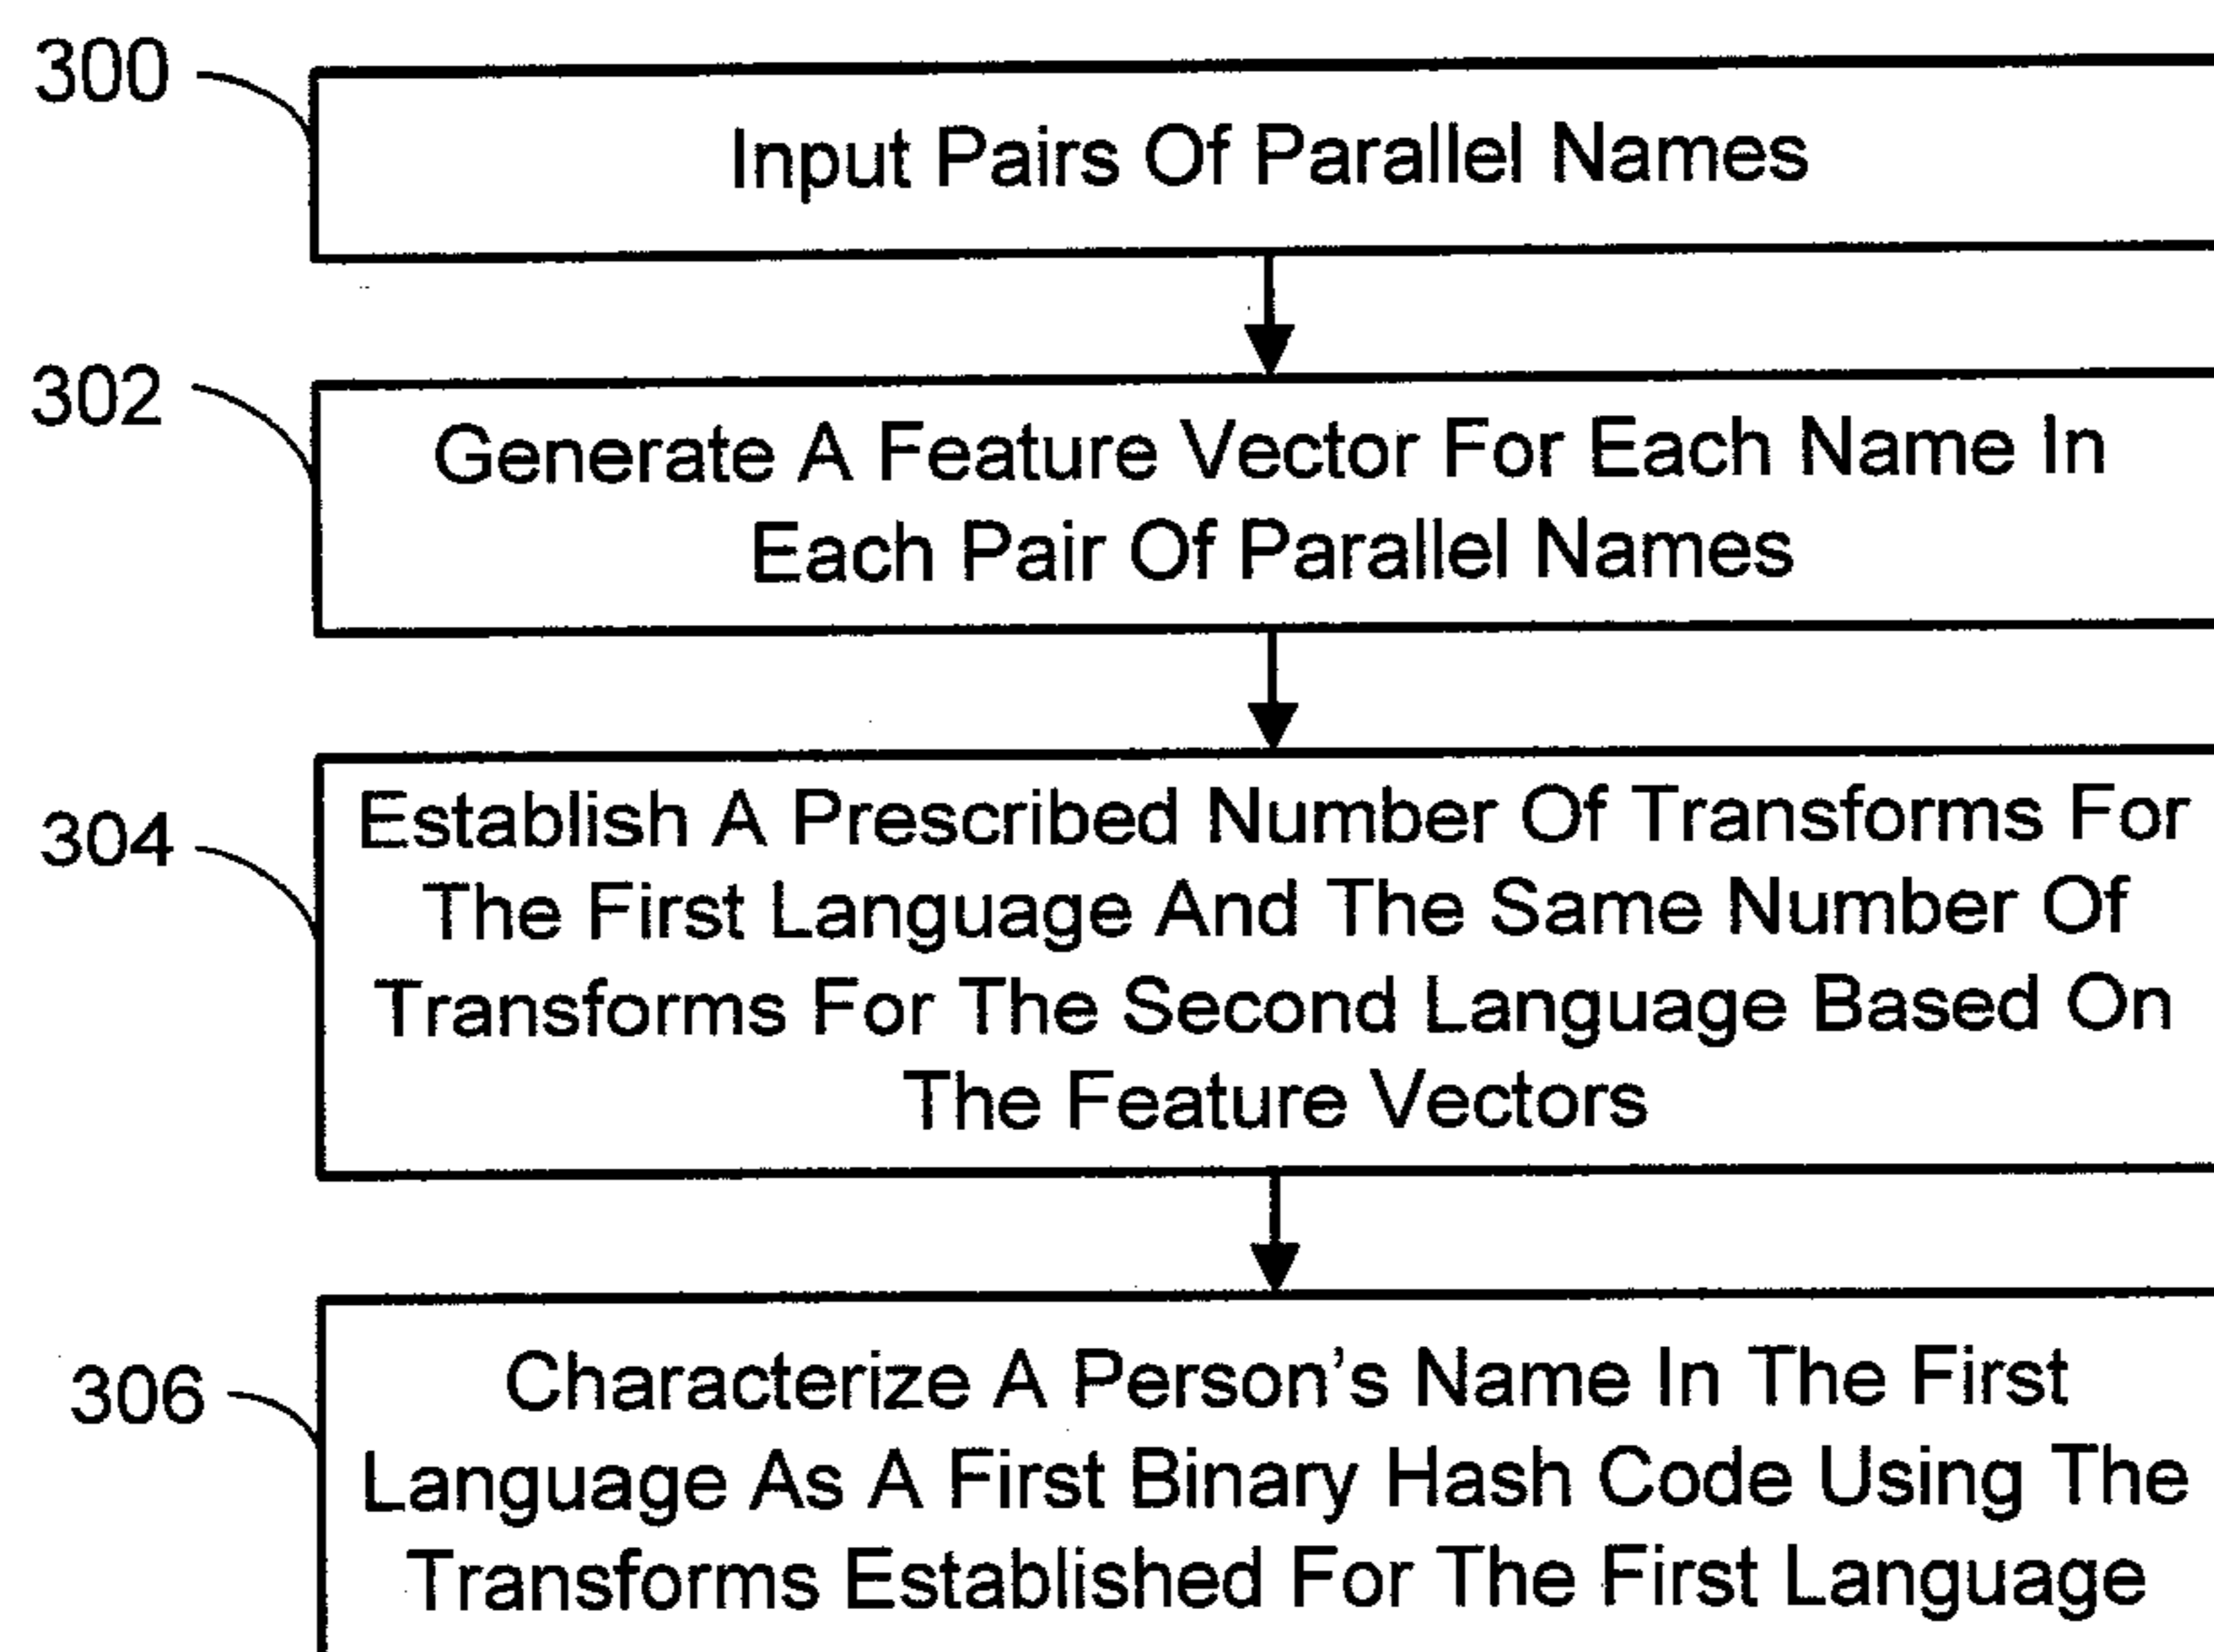 300
Input Pairs Of Parallel Names
302
Generate A Feature Vector For Each Name In
Each Pair Of Parallel Names
304
Establish A Prescribed Number Of Transforms For
The First Language And The Same Number Of
Transforms For The Second Language Based On
The Feature Vectors
306
Characterize A Person's Name In The First
Language As A First Binary Hash Code Using The
Transforms Established For The First Language